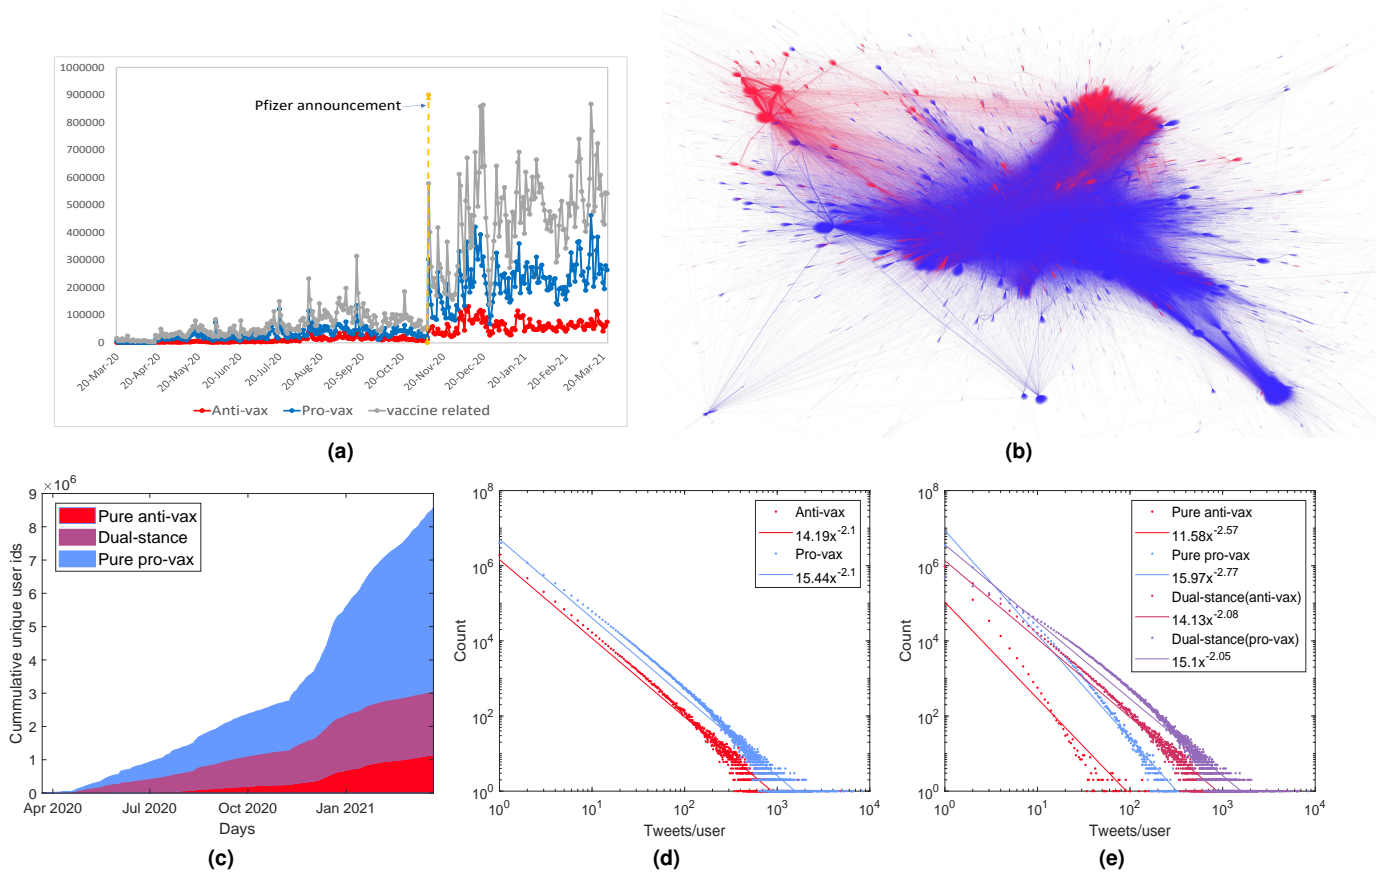 1000000
900000
800000
700000
600000
500000
400000
300000
200000
100000
0
Pfizer announcement
20-Mar-20
20-Apr-20
20-May-20
20-Jun-20
20-Jul-20
20-Aug-20
20-Sep-20
20-Oct-20
20-Nov-20
20-Dec-20
20-Jan-21
20-Feb-21
20-Mar-21
Anti-vax
Pro-vax
vaccine related
(a)
(b)
×10^6
9
8
7
6
5
4
3
2
1
0
Cummulative unique user ids
Pure anti-vax
Dual-stance
Pure pro-vax
Apr 2020
Jul 2020
Oct 2020
Jan 2021
Days
(c)
10^8
10^6
10^4
10^2
10^0
Count
Anti-vax
14.19x^-2.1
Pro-vax
15.44x^-2.1
10^0
10^1
10^2
10^3
10^4
Tweets/user
(d)
10^8
10^6
10^4
10^2
10^0
Count
Pure anti-vax
11.58x^-2.57
Pure pro-vax
15.97x^-2.77
Dual-stance(anti-vax)
14.13x^-2.08
Dual-stance(pro-vax)
15.1x^-2.05
10^0
10^1
10^2
10^3
10^4
Tweets/user
(e)